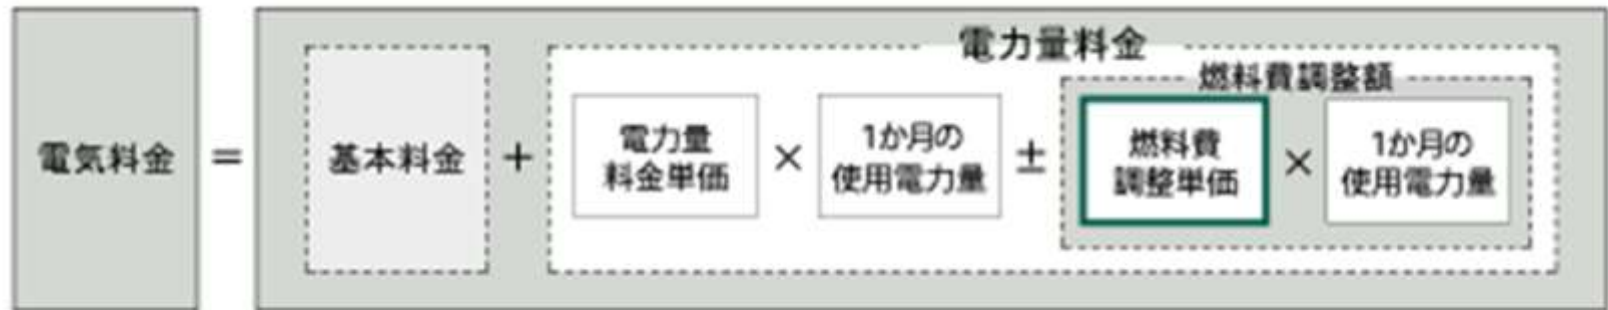 電力量料金
燃料費調整額
電気料金 = 基本料金 + 電力量料金単価 × 1か月の使用電力量 ± 燃料費調整単価 × 1か月の使用電力量